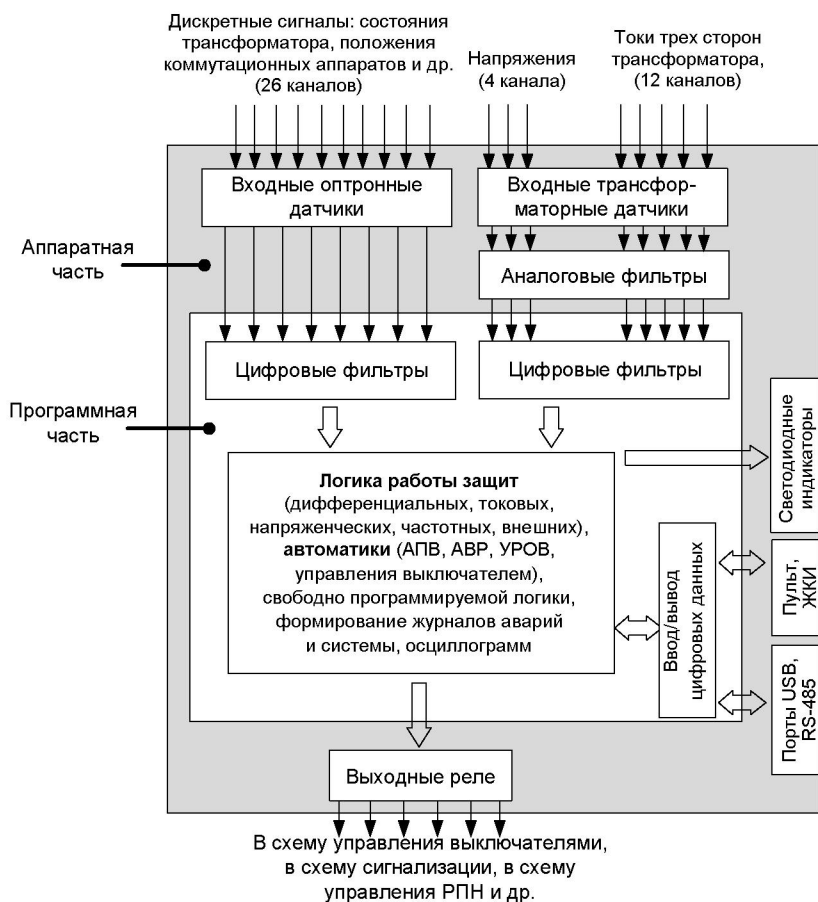 Дискретные сигналы: состояния
трансформатора, положения
коммутационных аппаратов и др.
(26 каналов)
Напряжения
(4 канала)
Токи трех сторон
трансформатора,
(12 каналов)
Входные оптронные
датчики
Входные трансфор-
маторные датчики
Аппаратная
часть
Аналоговые фильтры
Цифровые фильтры
Цифровые фильтры
Программная
часть
Логика работы защит
(дифференциальных, токовых,
напряженческих, частотных, внешних),
автоматики (АПВ, АВР, УРОВ,
управления выключателем),
свободно программируемой логики,
формирование журналов аварий
и системы, осциллограмм
Ввод/вывод
цифровых данных
Светодиодные
индикаторы
Пульт,
ЖКИ
Порты USB,
RS-485
Выходные реле
В схему управления выключателями,
в схему сигнализации, в схему
управления РПН и др.